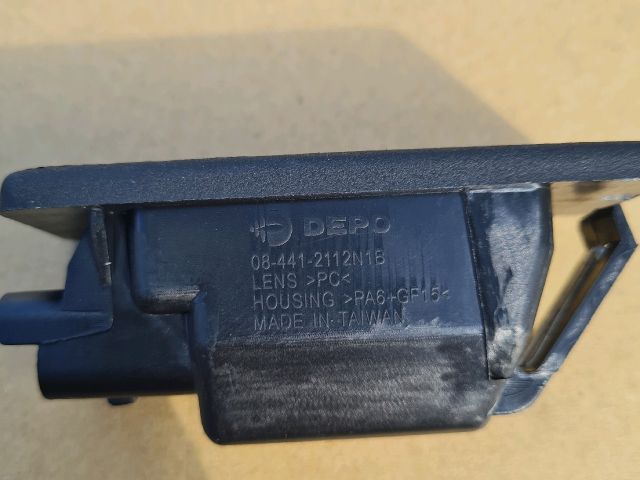 DEPO
08-441-2112N1B
LENS >PC<
HOUSING >PA6+GF15<
MADE IN TAIWAN